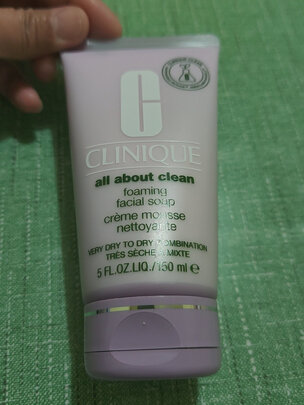 CLINIQUE
all about clean
foaming
facial soap
crème mousse
nettoyante
VERY DRY TO DRY COMBINATION
TRÈS SÈCHE À MIXTE
5 FL.OZ.LIQ./150 ml e